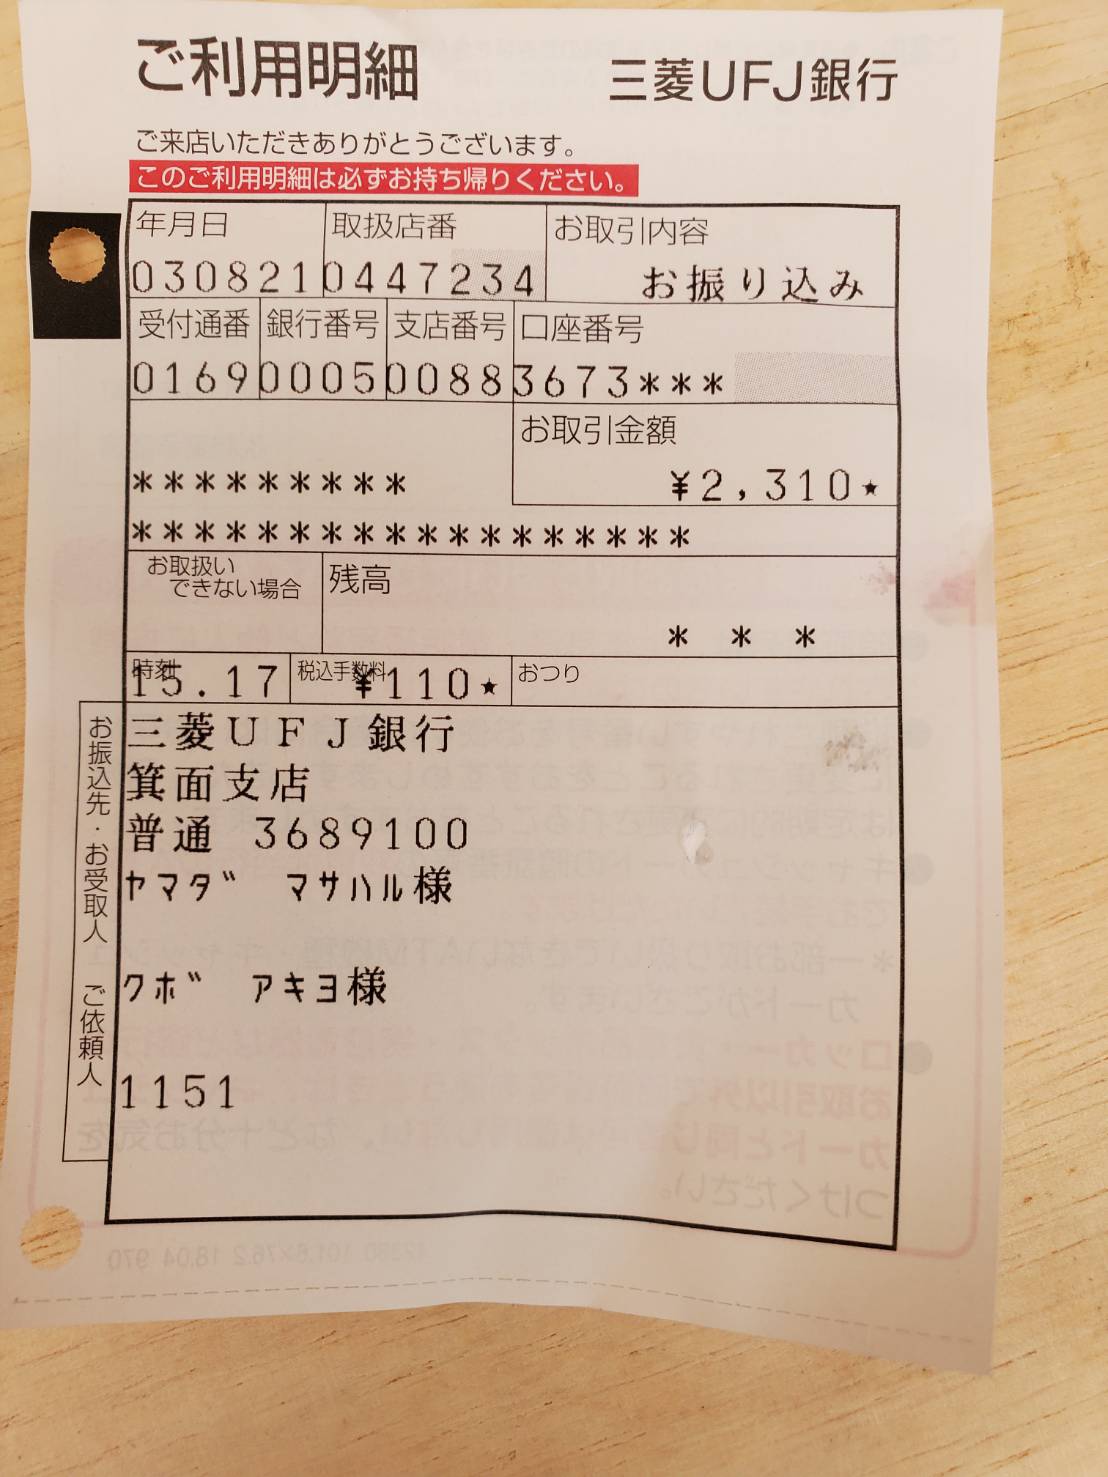 ご利用明細 三菱UFJ銀行
ご来店いただきありがとうございます。
このご利用明細は必ずお持ち帰りください。
年月日 取扱店番 お取引内容
030821 0447234 お振り込み
受付通番 銀行番号 支店番号 口座番号
0169 0005 0088 3673***
お取引金額
********* ¥2,310★
******************
お取扱いできない場合 残高
* * *
時刻 税込手数料 おつり
15.17 ¥110★
お振込先・お受取人 ご依頼人
三菱UFJ銀行
箕面支店
普通 3689100
ヤマダ゛ マサハル様
クボ゛ アキヨ様
1151